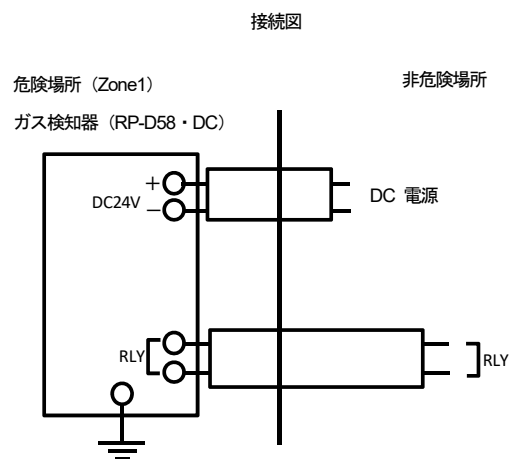 接続図
危険場所（Zone1）
非危険場所
ガス検知器（RP-D58・DC）
＋
DC24V
－
DC 電源
RLY
RLY